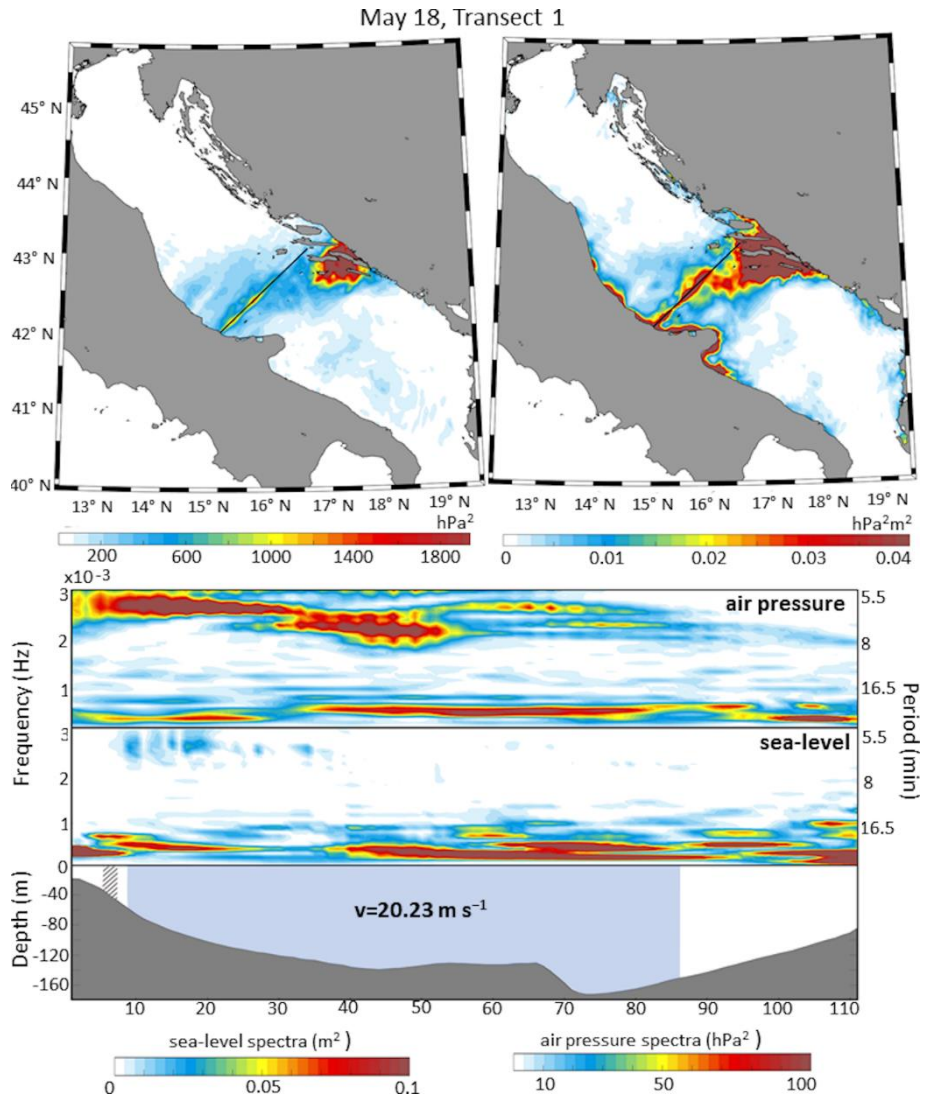 May 18, Transect 1
45° N
44° N
43° N
42° N
41° N
40° N
13° N 14° N 15° N 16° N 17° N 18° N 19° N
13° N 14° N 15° N 16° N 17° N 18° N 19° N
hPa²
hPa²m²
200 600 1000 1400 1800
0 0.01 0.02 0.03 0.04
x10⁻³
3
2
1
air pressure
5.5
8
16.5
Frequency (Hz)
Period (min)
3
2
1
0
sea-level
5.5
8
16.5
Depth (m)
0
-40
-80
-120
-160
v=20.23 m s⁻¹
10 20 30 40 50 60 70 80 90 100 110
sea-level spectra (m²)
0 0.05 0.1
air pressure spectra (hPa²)
10 50 100